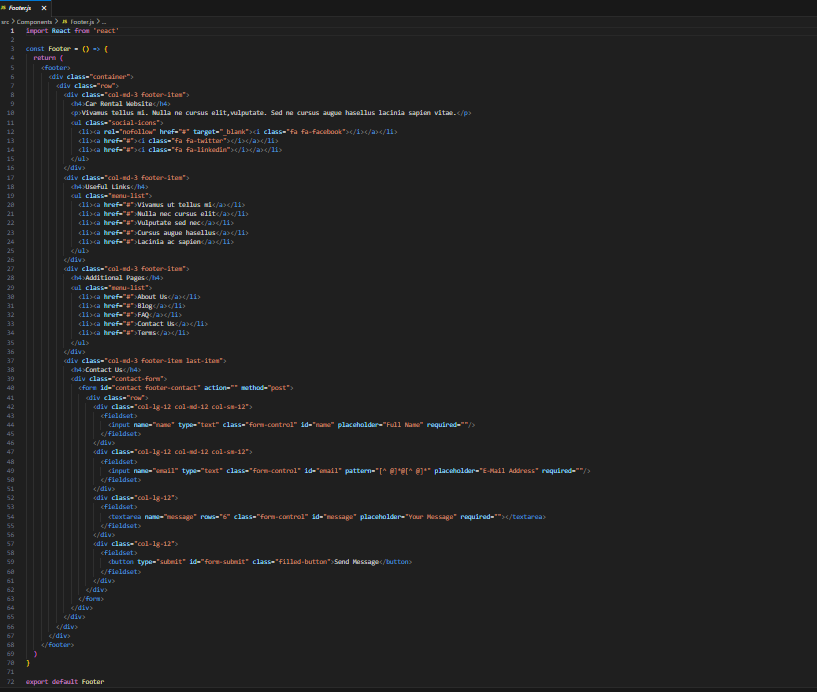 JS Footer.js ×
src > Components > JS Footer.js > ...
1 import React from 'react'
2
3 const Footer = () => {
4 return (
5 <footer>
6 <div class="container">
7 <div class="row">
8 <div class="col-md-3 footer-item">
9 <h4>Car Rental Website</h4>
10 <p>Vivamus tellus mi. Nulla ne cursus elit,vulputate. Sed ne cursus augue hasellus lacinia sapien vitae.</p>
11 <ul class="social-icons">
12 <li><a rel="nofollow" href="#" target="_blank"><i class="fa fa-facebook"></i></a></li>
13 <li><a href="#"><i class="fa fa-twitter"></i></a></li>
14 <li><a href="#"><i class="fa fa-linkedin"></i></a></li>
15 </ul>
16 </div>
17 <div class="col-md-3 footer-item">
18 <h4>Useful Links</h4>
19 <ul class="menu-list">
20 <li><a href="#">Vivamus ut tellus mi</a></li>
21 <li><a href="#">Nulla nec cursus elit</a></li>
22 <li><a href="#">Vulputate sed nec</a></li>
23 <li><a href="#">Cursus augue hasellus</a></li>
24 <li><a href="#">Lacinia ac sapien</a></li>
25 </ul>
26 </div>
27 <div class="col-md-3 footer-item">
28 <h4>Additional Pages</h4>
29 <ul class="menu-list">
30 <li><a href="#">About Us</a></li>
31 <li><a href="#">Blog</a></li>
32 <li><a href="#">FAQ</a></li>
33 <li><a href="#">Contact Us</a></li>
34 <li><a href="#">Terms</a></li>
35 </ul>
36 </div>
37 <div class="col-md-3 footer-item last-item">
38 <h4>Contact Us</h4>
39 <div class="contact-form">
40 <form id="contact footer-contact" action="" method="post">
41 <div class="row">
42 <div class="col-lg-12 col-md-12 col-sm-12">
43 <fieldset>
44 <input name="name" type="text" class="form-control" id="name" placeholder="Full Name" required=""/>
45 </fieldset>
46 </div>
47 <div class="col-lg-12 col-md-12 col-sm-12">
48 <fieldset>
49 <input name="email" type="text" class="form-control" id="email" pattern="[^ @]*@[^ @]*" placeholder="E-Mail Address" required=""/>
50 </fieldset>
51 </div>
52 <div class="col-lg-12">
53 <fieldset>
54 <textarea name="message" rows="6" class="form-control" id="message" placeholder="Your Message" required=""></textarea>
55 </fieldset>
56 </div>
57 <div class="col-lg-12">
58 <fieldset>
59 <button type="submit" id="form-submit" class="filled-button">Send Message</button>
60 </fieldset>
61 </div>
62 </div>
63 </form>
64 </div>
65 </div>
66 </div>
67 </div>
68 </footer>
69 )
70 }
71
72 export default Footer